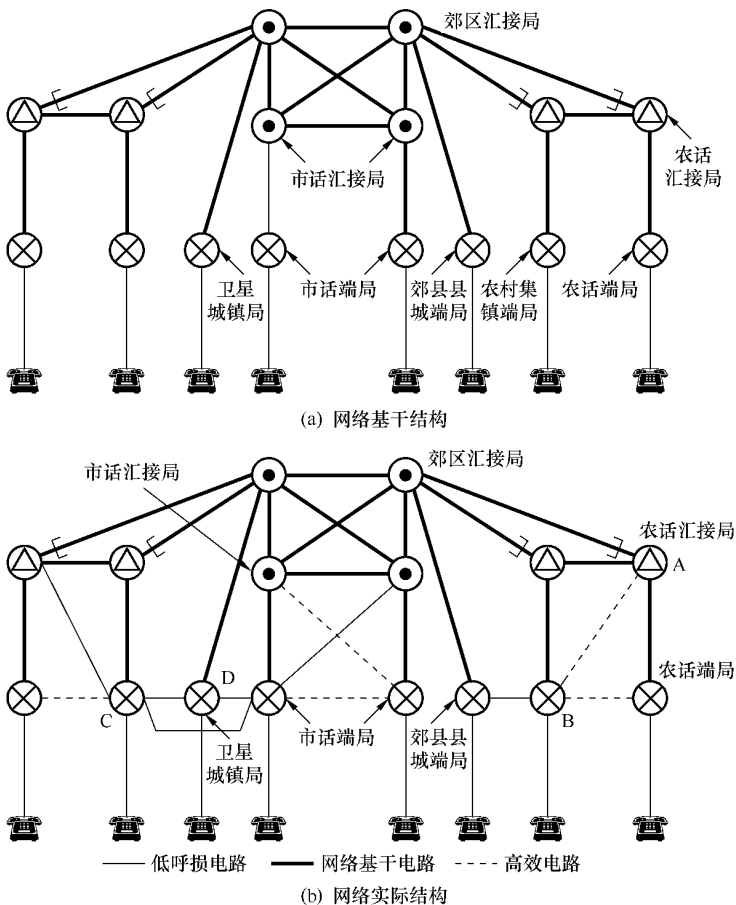 郊区汇接局
农话
汇接局
市话汇接局
卫星
城镇局
市话端局
郊县县
城端局
农村集
镇端局
农话端局
(a) 网络基干结构
市话汇接局
郊区汇接局
农话汇接局
A
农话端局
D
C
B
卫星
城镇局
市话端局
郊县县
城端局
低呼损电路
网络基干电路
高效电路
(b) 网络实际结构